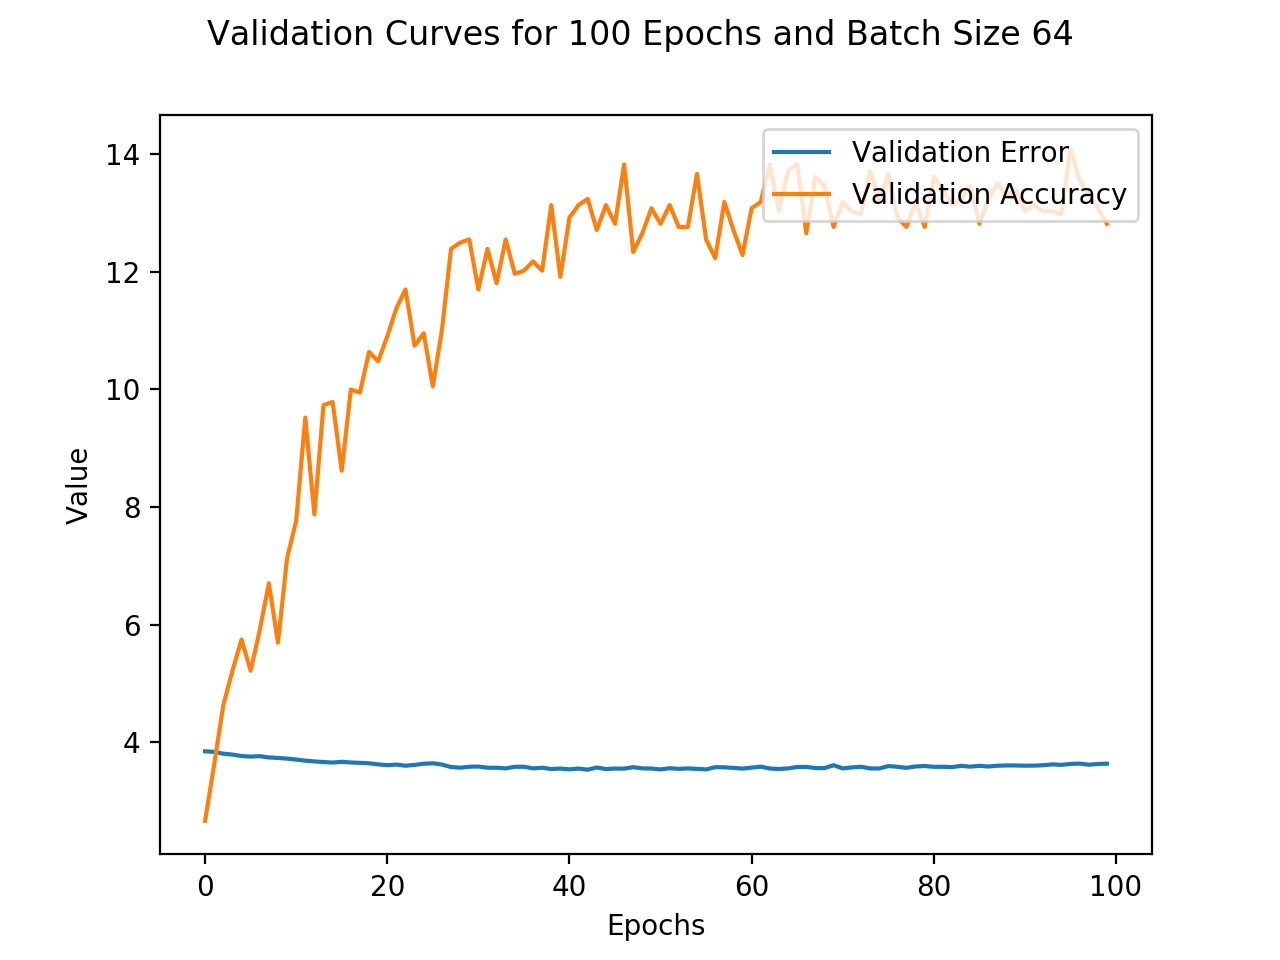 Validation Curves for 100 Epochs and Batch Size 64
14
12
10
8
6
4
Value
Validation Error
Validation Accuracy
0 20 40 60 80 100
Epochs